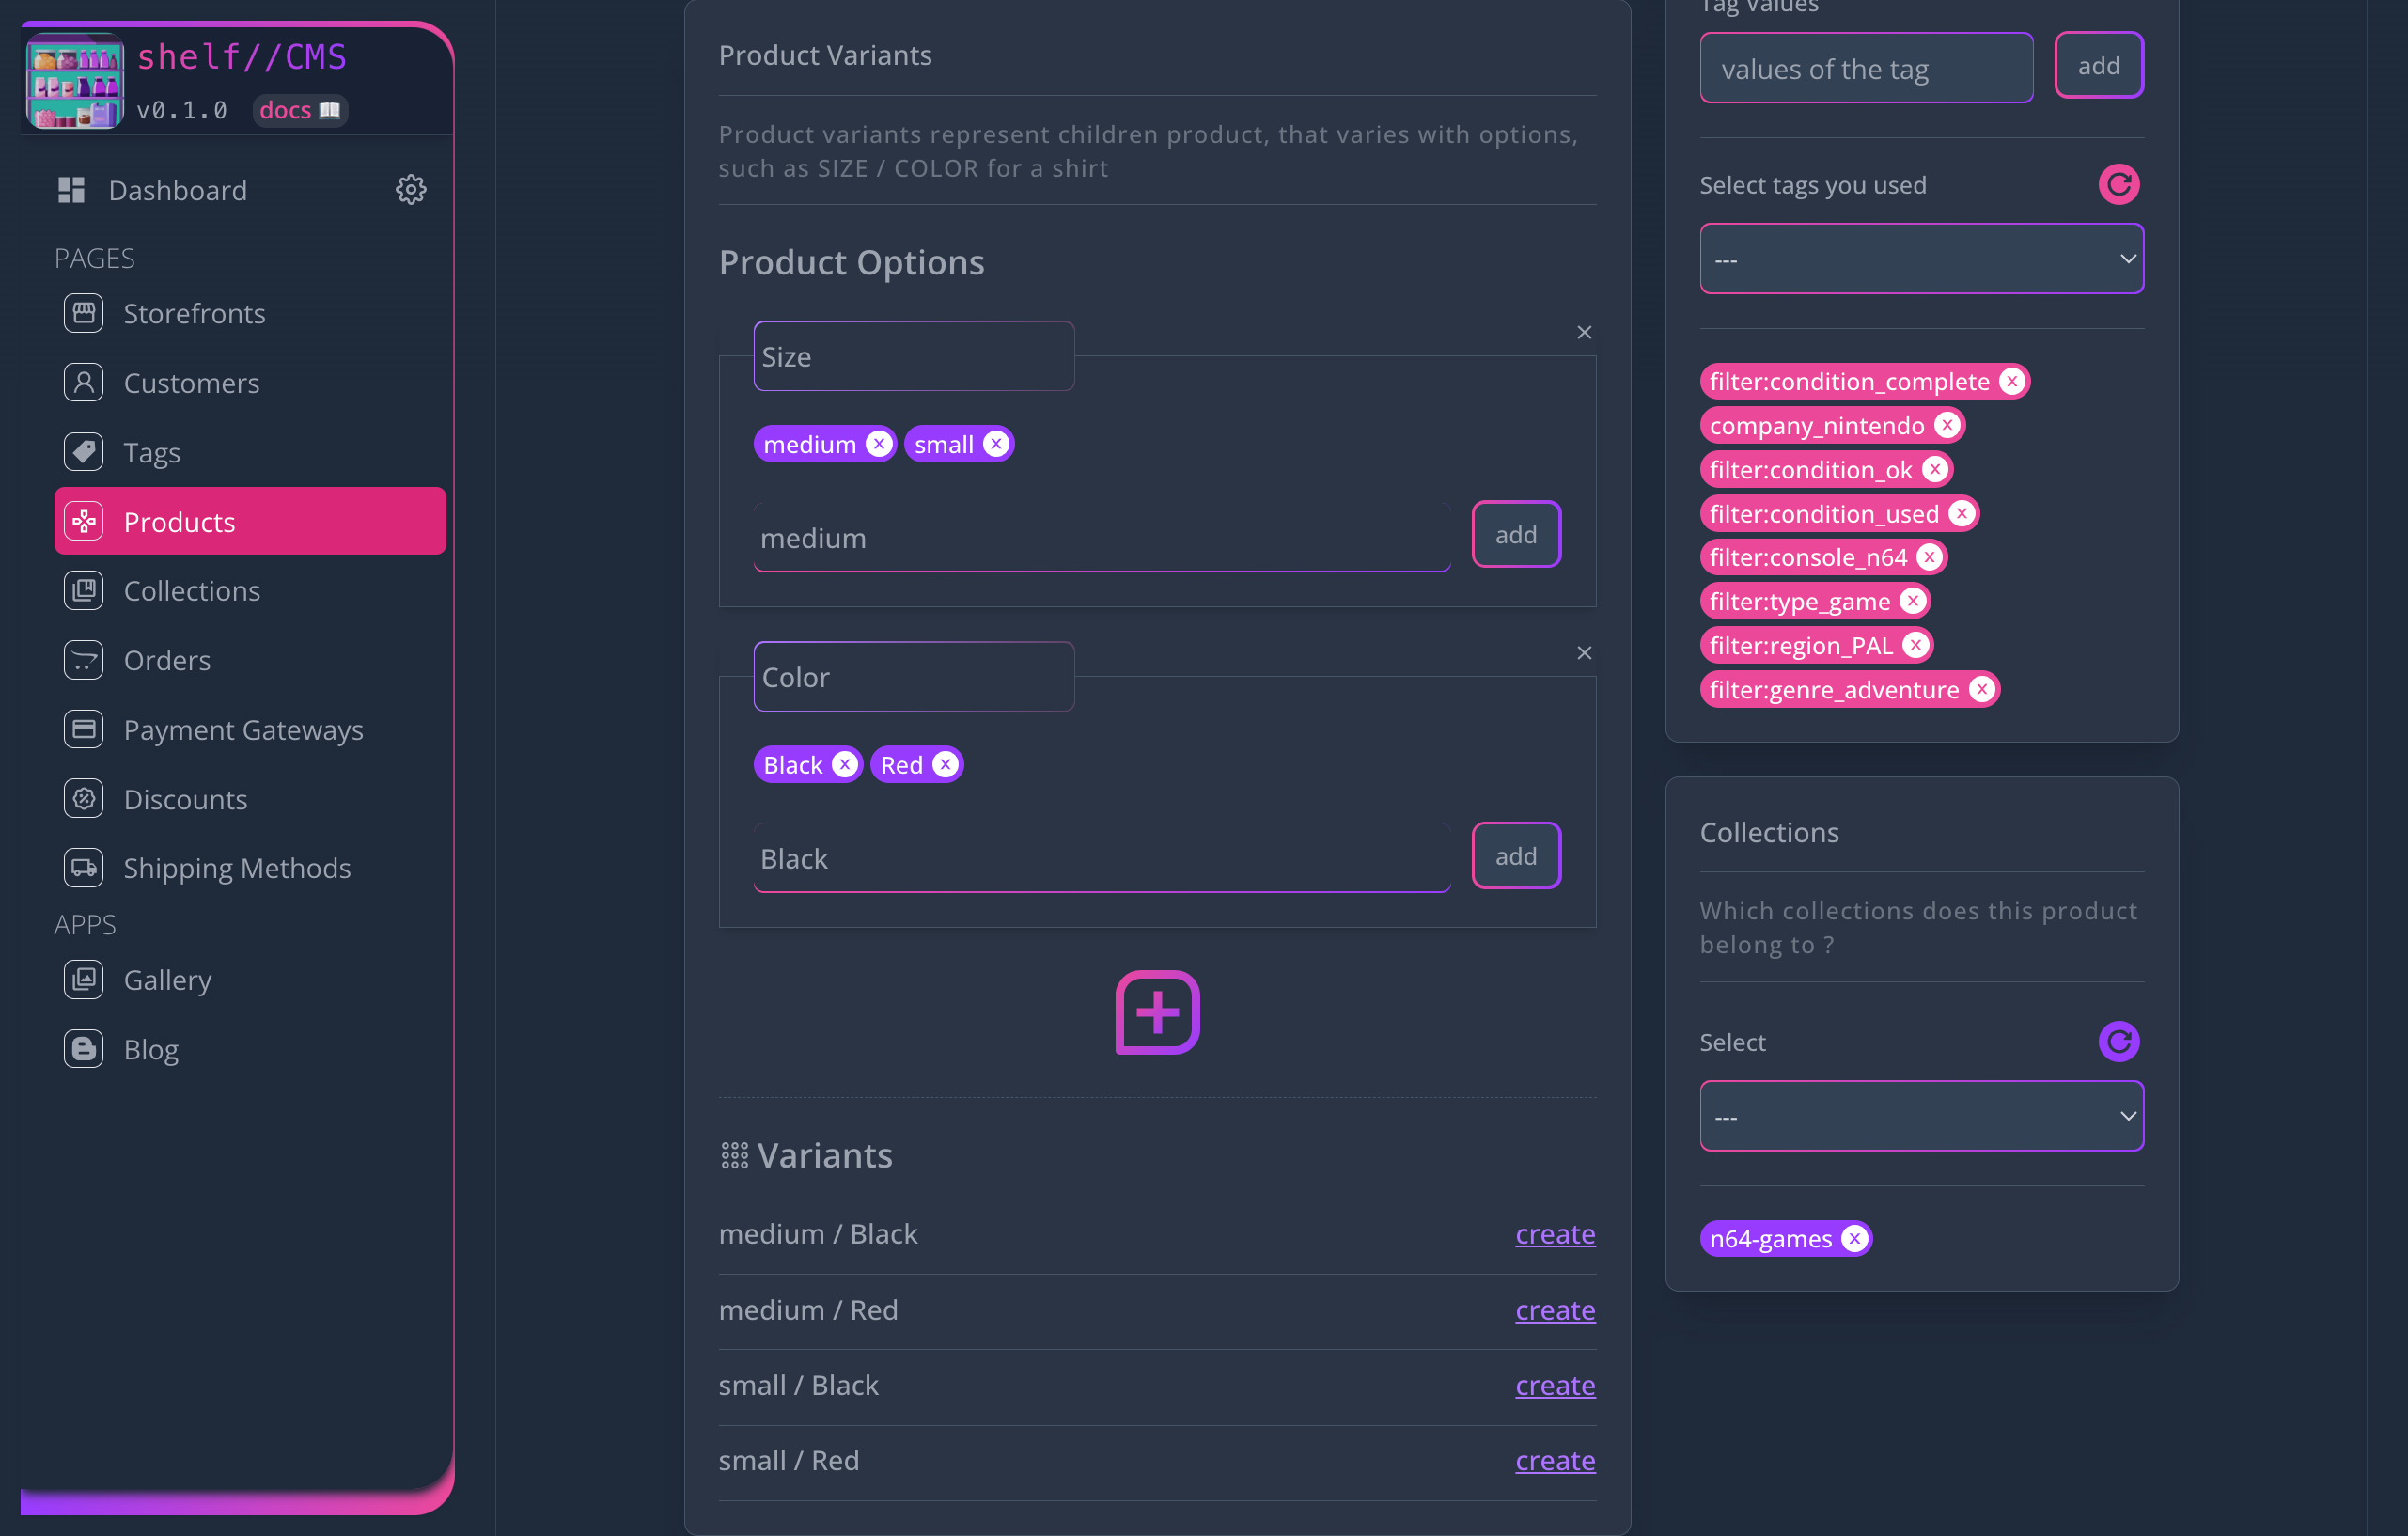 shelf//CMS
v0.1.0 docs
Dashboard
PAGES
Storefronts
Customers
Tags
Products
Collections
Orders
Payment Gateways
Discounts
Shipping Methods
APPS
Gallery
Blog
Product Variants
Product variants represent children product, that varies with options,
such as SIZE / COLOR for a shirt
Product Options
Size
medium small
medium add
Color
Black Red
Black add
Variants
medium / Black create
medium / Red create
small / Black create
small / Red create
Tag Values
values of the tag add
Select tags you used
---
filter:condition_complete
company_nintendo
filter:condition_ok
filter:condition_used
filter:console_n64
filter:type_game
filter:region_PAL
filter:genre_adventure
Collections
Which collections does this product
belong to ?
Select
---
n64-games